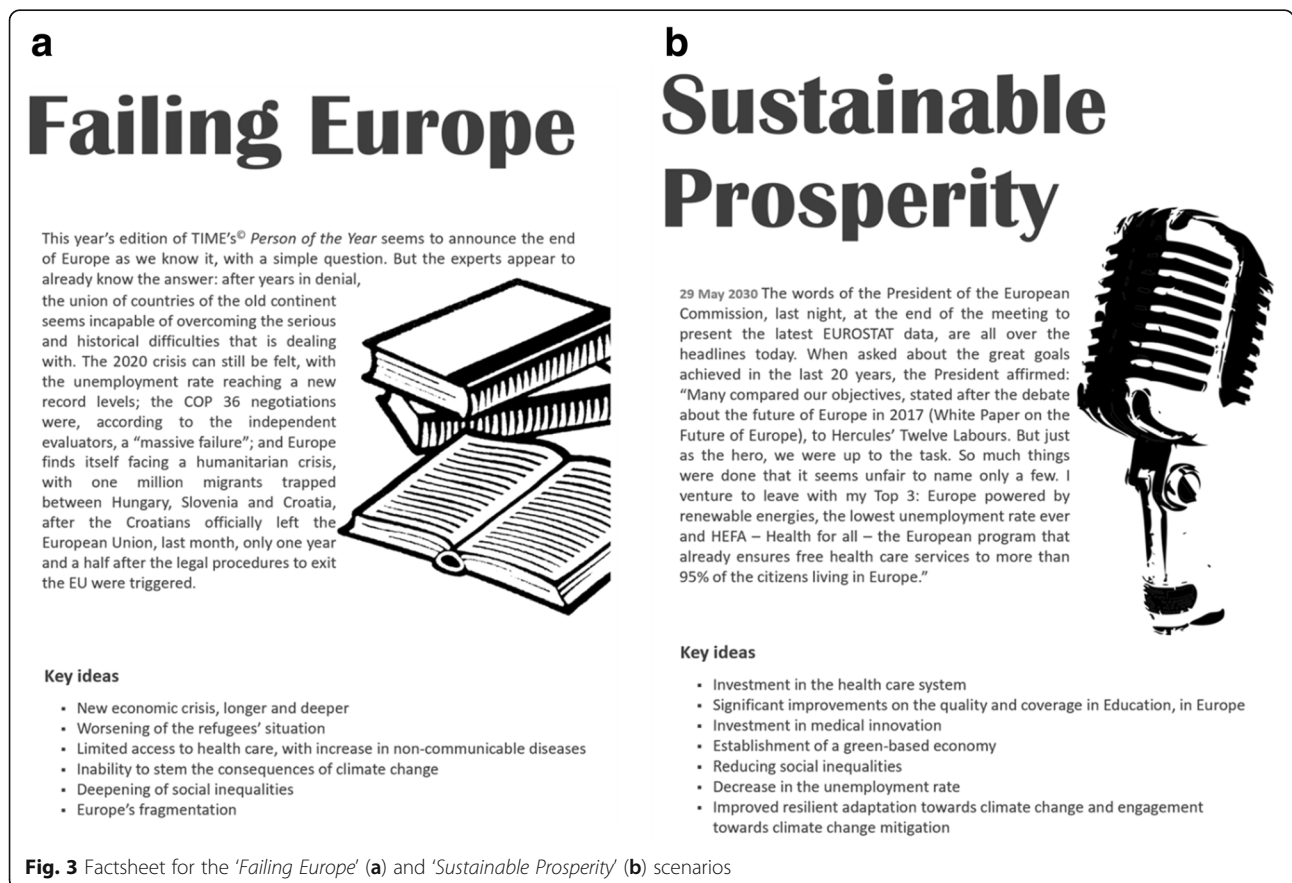 a
Failing Europe
This year's edition of TIME's© Person of the Year seems to announce the end
of Europe as we know it, with a simple question. But the experts appear to
already know the answer: after years in denial,
the union of countries of the old continent
seems incapable of overcoming the serious
and historical difficulties that is dealing
with. The 2020 crisis can still be felt, with
the unemployment rate reaching a new
record levels; the COP 36 negotiations
were, according to the independent
evaluators, a "massive failure"; and Europe
finds itself facing a humanitarian crisis,
with one million migrants trapped
between Hungary, Slovenia and Croatia,
after the Croatians officially left the
European Union, last month, only one year
and a half after the legal procedures to exit
the EU were triggered.
Key ideas
▪ New economic crisis, longer and deeper
▪ Worsening of the refugees' situation
▪ Limited access to health care, with increase in non-communicable diseases
▪ Inability to stem the consequences of climate change
▪ Deepening of social inequalities
▪ Europe's fragmentation
b
Sustainable
Prosperity
29 May 2030 The words of the President of the European
Commission, last night, at the end of the meeting to
present the latest EUROSTAT data, are all over the
headlines today. When asked about the great goals
achieved in the last 20 years, the President affirmed:
"Many compared our objectives, stated after the debate
about the future of Europe in 2017 (White Paper on the
Future of Europe), to Hercules' Twelve Labours. But just
as the hero, we were up to the task. So much things
were done that it seems unfair to name only a few. I
venture to leave with my Top 3: Europe powered by
renewable energies, the lowest unemployment rate ever
and HEFA – Health for all – the European program that
already ensures free health care services to more than
95% of the citizens living in Europe."
Key ideas
▪ Investment in the health care system
▪ Significant improvements on the quality and coverage in Education, in Europe
▪ Investment in medical innovation
▪ Establishment of a green-based economy
▪ Reducing social inequalities
▪ Decrease in the unemployment rate
▪ Improved resilient adaptation towards climate change and engagement
towards climate change mitigation
Fig. 3 Factsheet for the 'Failing Europe' (a) and 'Sustainable Prosperity' (b) scenarios